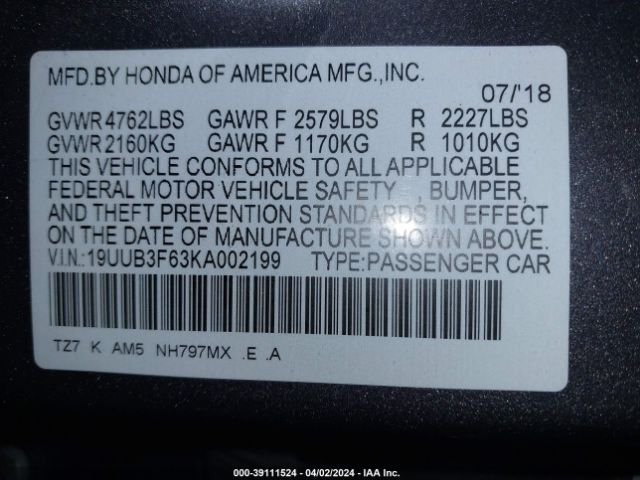 MFD.BY HONDA OF AMERICA MFG.,INC.
07/'18
GVWR 4762LBS GAWR F 2579LBS R 2227LBS
GVWR 2160KG GAWR F 1170KG R 1010KG
THIS VEHICLE CONFORMS TO ALL APPLICABLE
FEDERAL MOTOR VEHICLE SAFETY , BUMPER,
AND THEFT PREVENTION STANDARDS IN EFFECT
ON THE DATE OF MANUFACTURE SHOWN ABOVE.
V.I.N.:19UUB3F63KA002199 TYPE:PASSENGER CAR
TZ7 K AM5 NH797MX .E .A
000-39111524 - 04/02/2024 - IAA Inc.